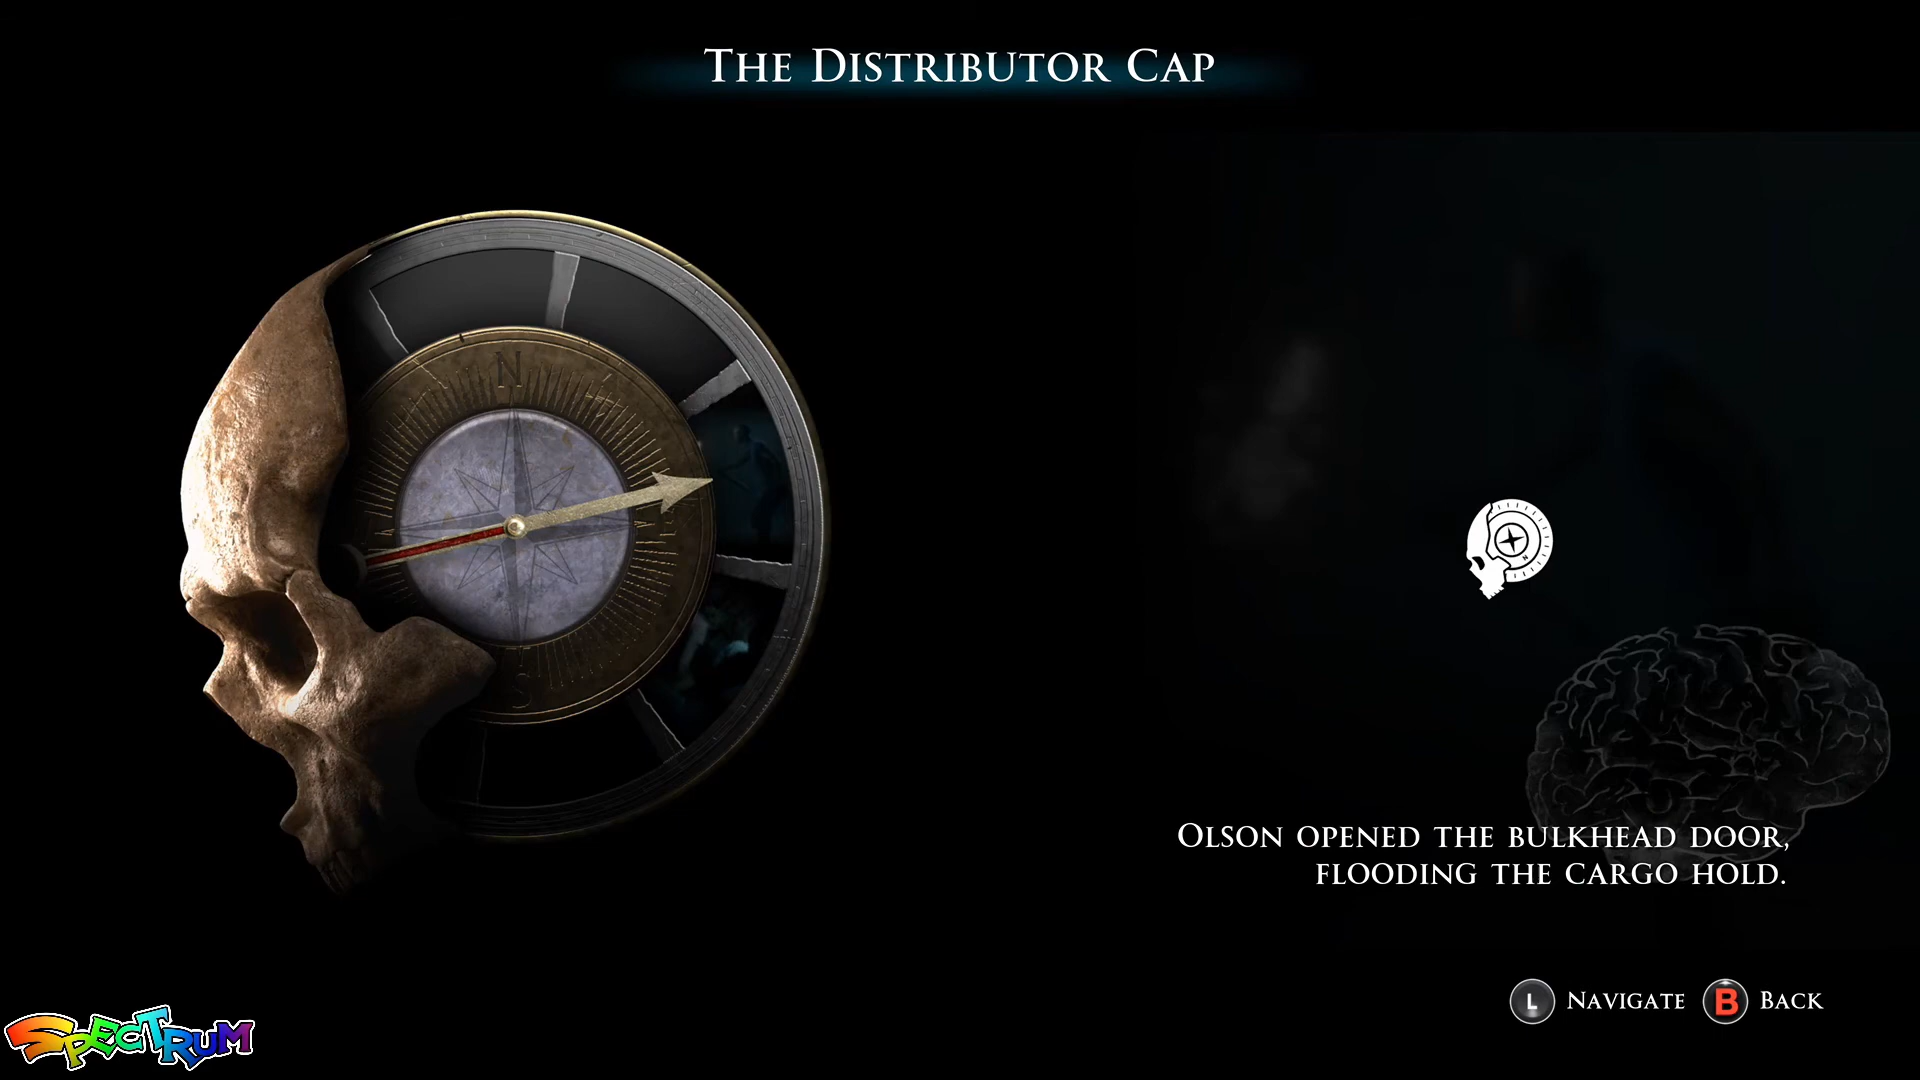 The Distributor Cap
N
S
Olson opened the bulkhead door,
flooding the cargo hold.
L Navigate B Back
Spectrum